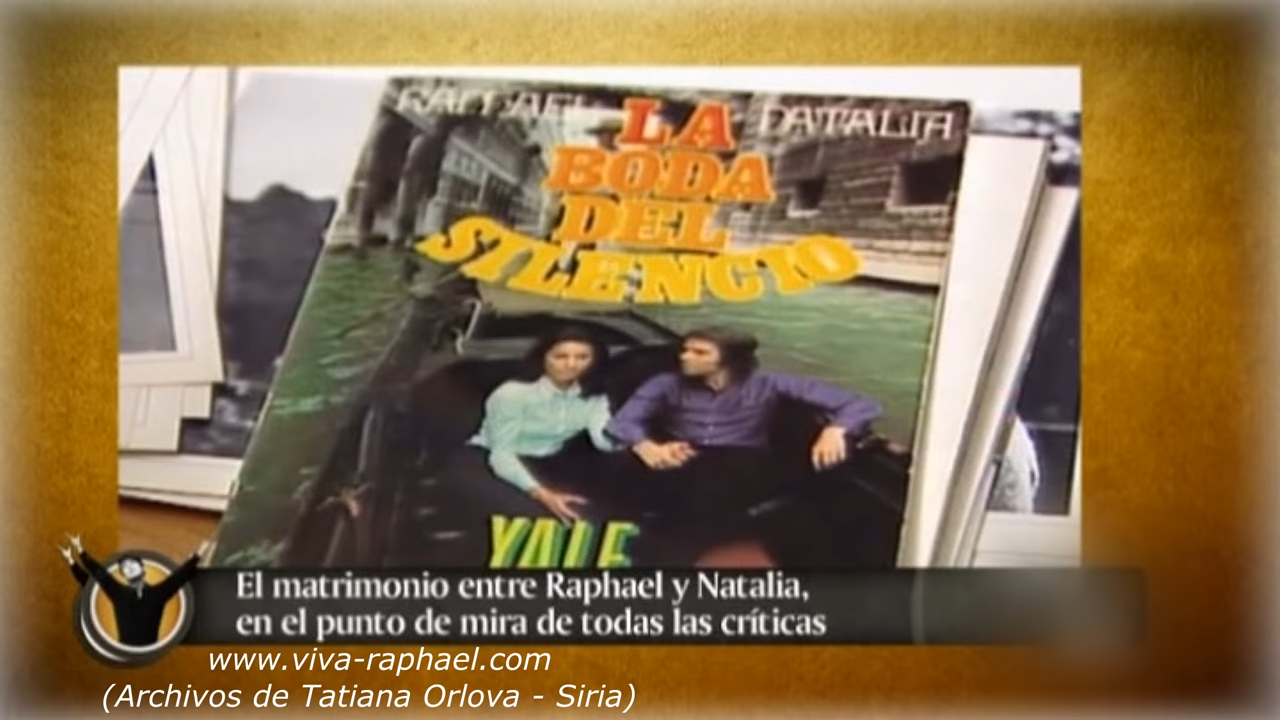 RAPHAEL NATALIA
LA
BODA
DEL
SILENCIO
YALE
El matrimonio entre Raphael y Natalia,
en el punto de mira de todas las críticas
www.viva-raphael.com
(Archivos de Tatiana Orlova - Siria)